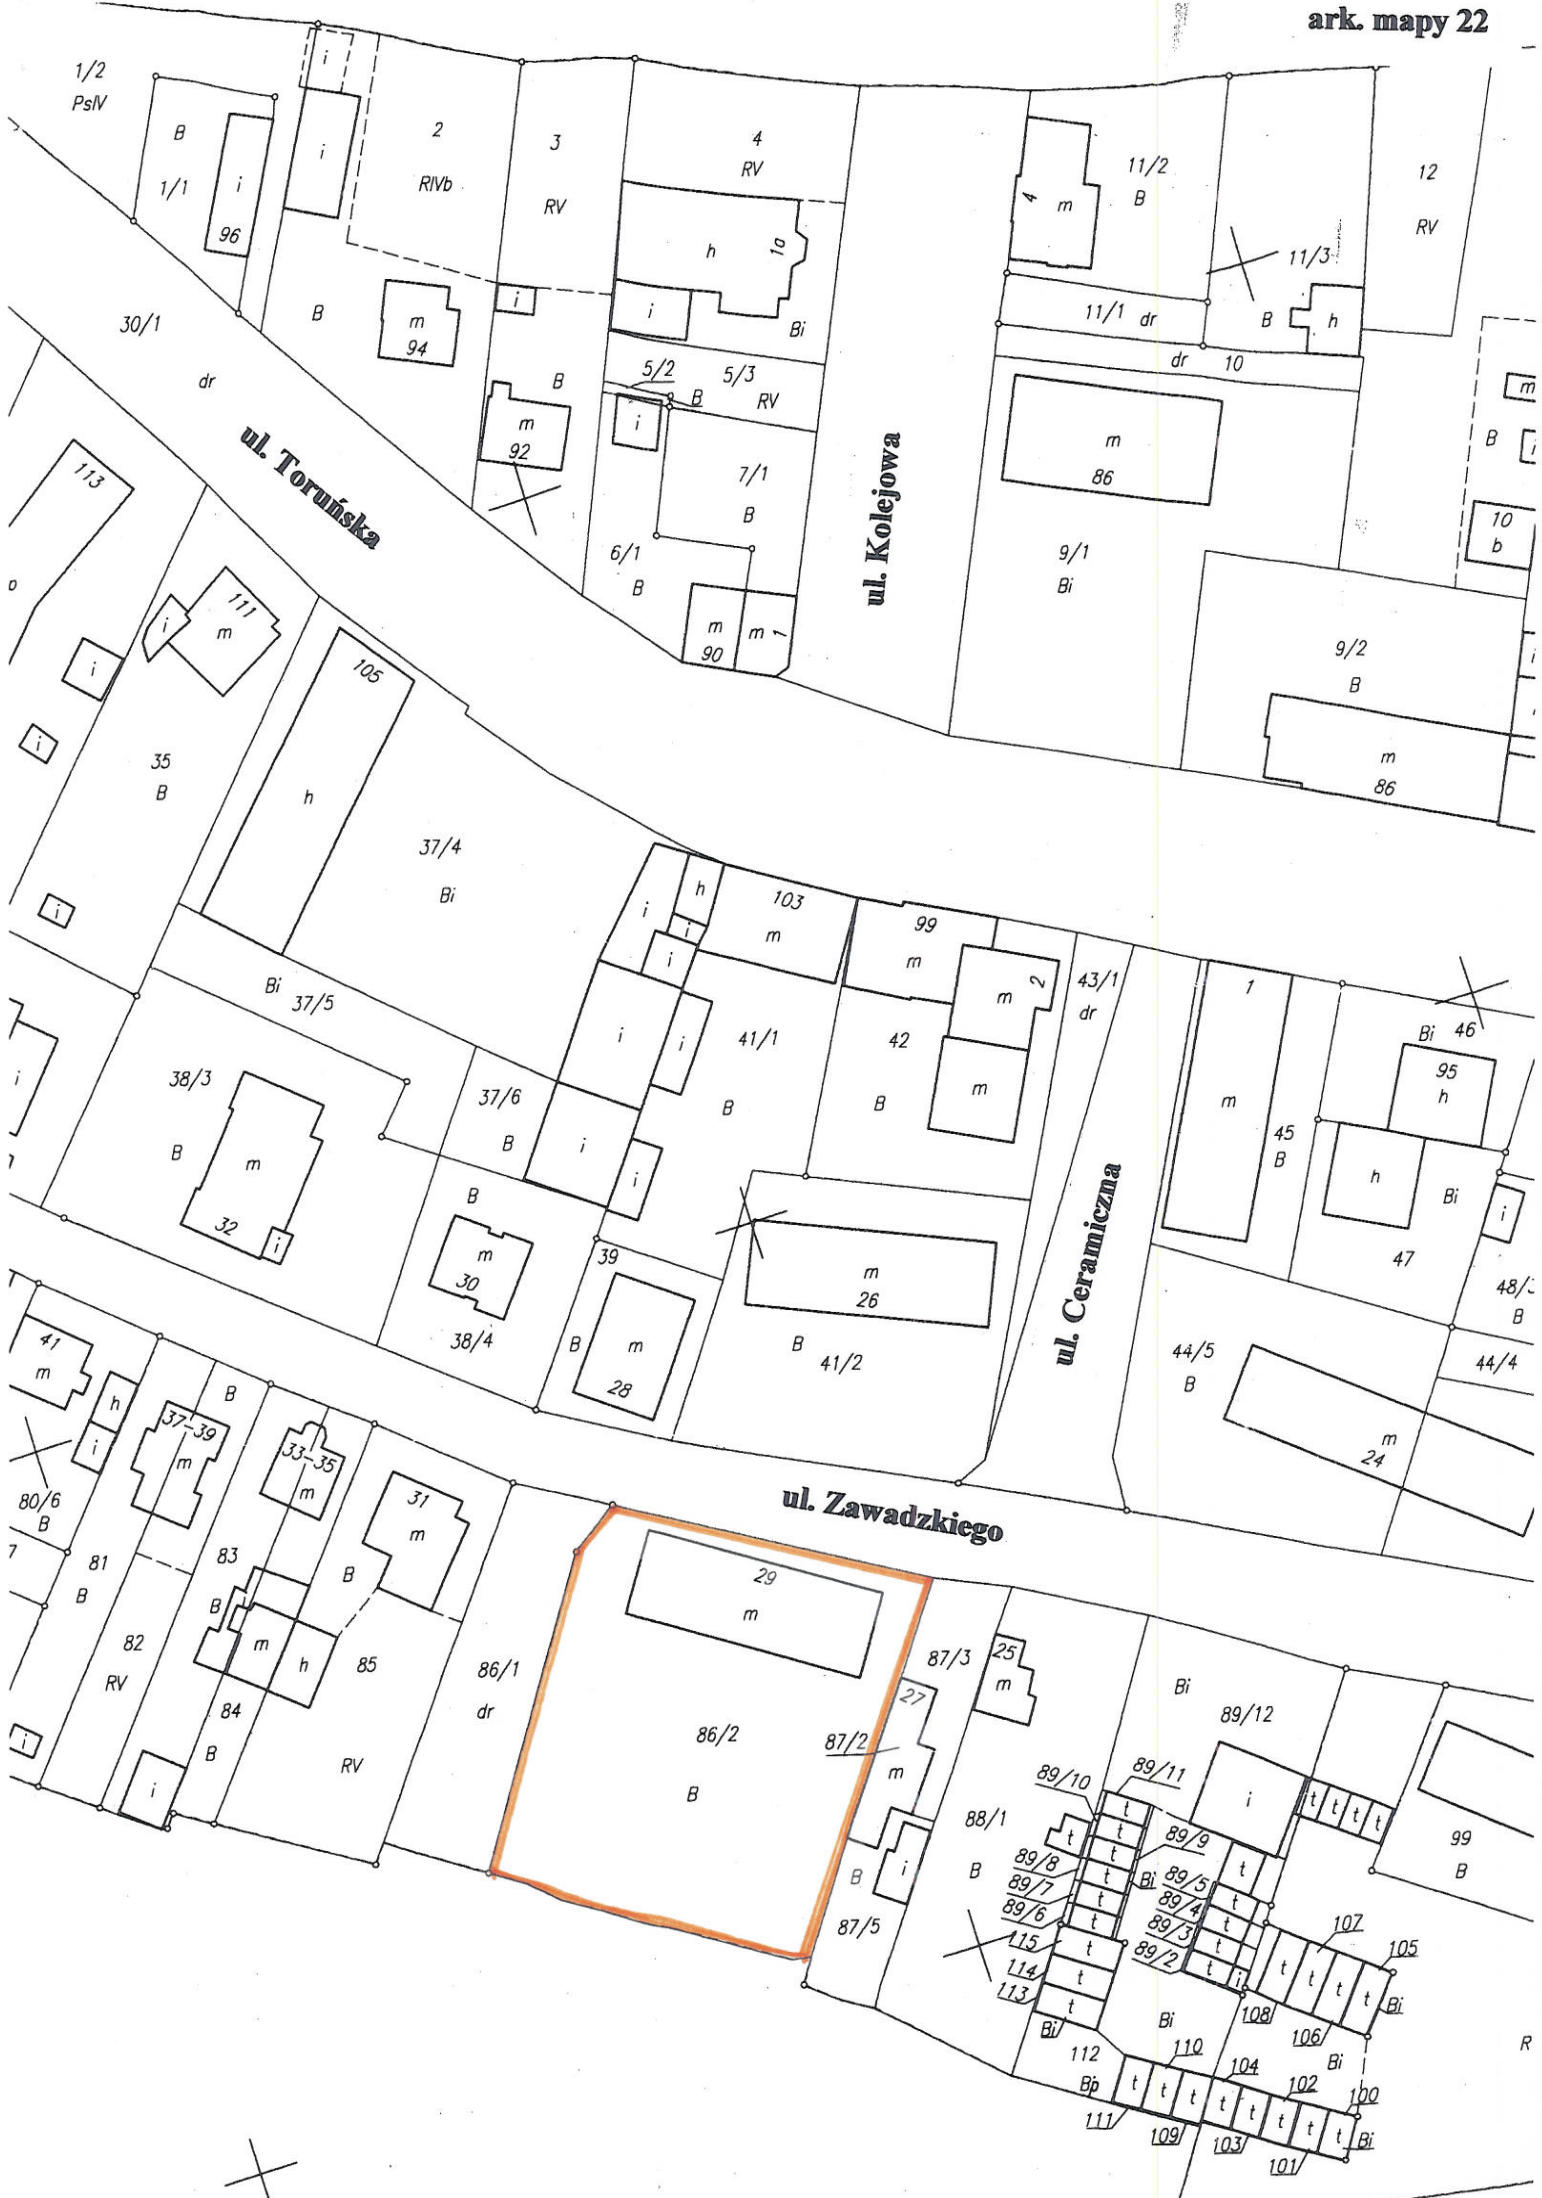 ark. mapy 22
1/2
PsIV
B
1/1
i
96
i
i
2
RIVb
3
RV
4
RV
h
1a
i
Bi
4
m
11/2
B
11/3
12
RV
11/1 dr
B
h
dr 10
30/1
dr
B
m
94
i
B
m
92
5/2
B
5/3
RV
i
7/1
B
6/1
B
m
90
m
1
ul. Toruńska
ul. Kolejowa
m
86
9/1
Bi
m
B
10
b
9/2
B
m
86
113
i
111
m
i
i
105
h
35
B
i
37/4
Bi
i
h
i
i
103
m
99
m
m
2
43/1
dr
1
m
Bi 46
95
h
Bi
37/5
i
i
41/1
B
42
B
m
45
B
h
Bi
i
47
i
38/3
B
m
32
i
37/6
B
i
i
B
m
30
38/4
39
B
m
28
m
26
B
41/2
ul. Ceramiczna
48/
B
44/5
B
44/4
m
24
41
m
h
i
80/6
B
7
37-39
m
B
33-35
m
31
m
ul. Zawadzkiego
81
B
83
B
B
82
RV
m
h
84
B
85
RV
i
i
86/1
dr
29
m
86/2
B
87/3
27
87/2
m
25
m
i
B
87/5
88/1
B
Bi
89/12
i
89/10
89/11
t
t
t
t
t
t
t
89/9
Bi
89/8
89/7
89/6
115
t
114
t
113
t
Bi
t
t
t
t
99
B
t
89/5
t
89/4
t
89/3
t
89/2
t
i
107
105
t
t
t
t
Bi
108
106
Bi
Bi
R
112
Bp
110
104
102
100
t
t
t
t
t
t
t
t
Bi
111
109
103
101